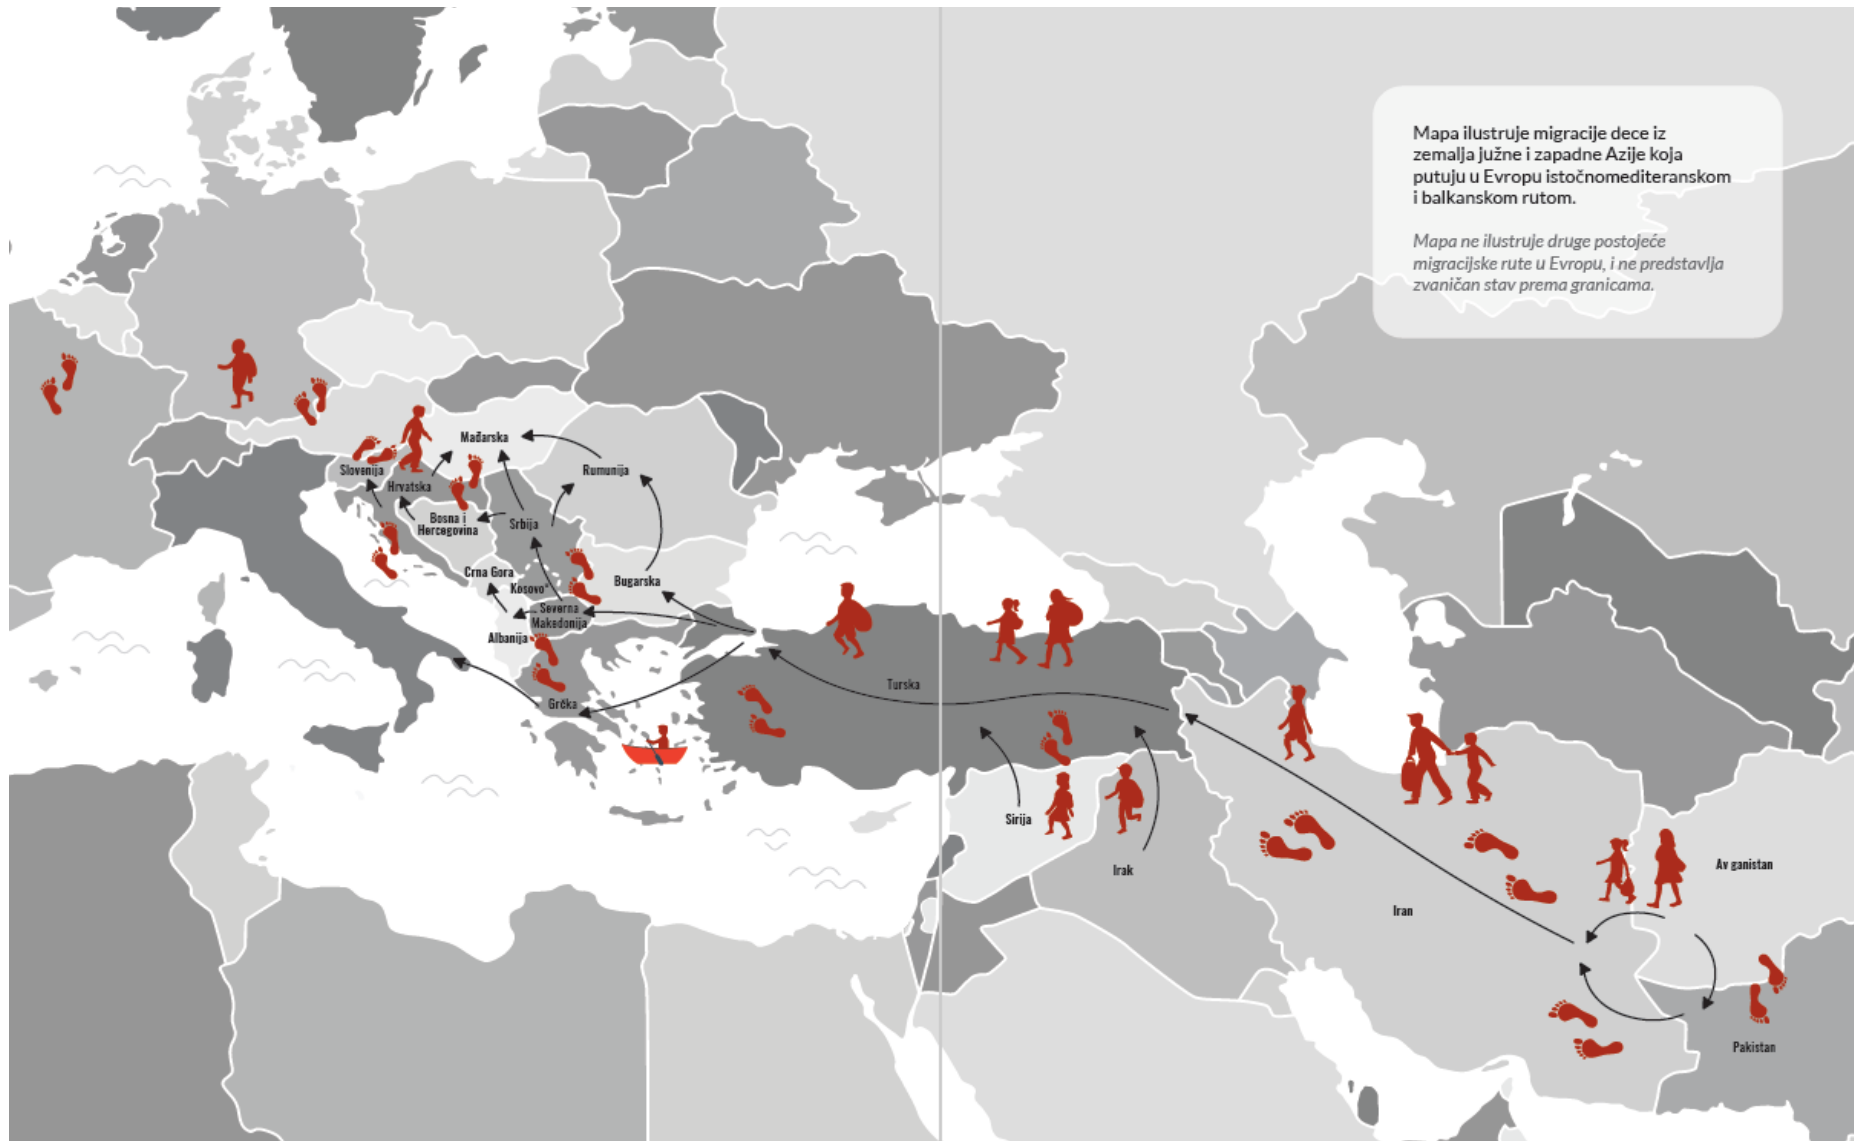 Mapa ilustruje migracije dece iz
zemalja južne i zapadne Azije koja
putuju u Evropu istočnomediteranskom
i balkanskom rutom.
Mapa ne ilustruje druge postojeće
migracijske rute u Evropu, i ne predstavlja
zvaničan stav prema granicama.
Mađarska
Slovenija
Rumunija
Hrvatska
Bosna i
Hercegovina
Srbija
Crna Gora
Kosovo*
Bugarska
Severna
Makedonija
Albanija
Grčka
Turska
Sirija
Irak
Iran
Av ganistan
Pakistan